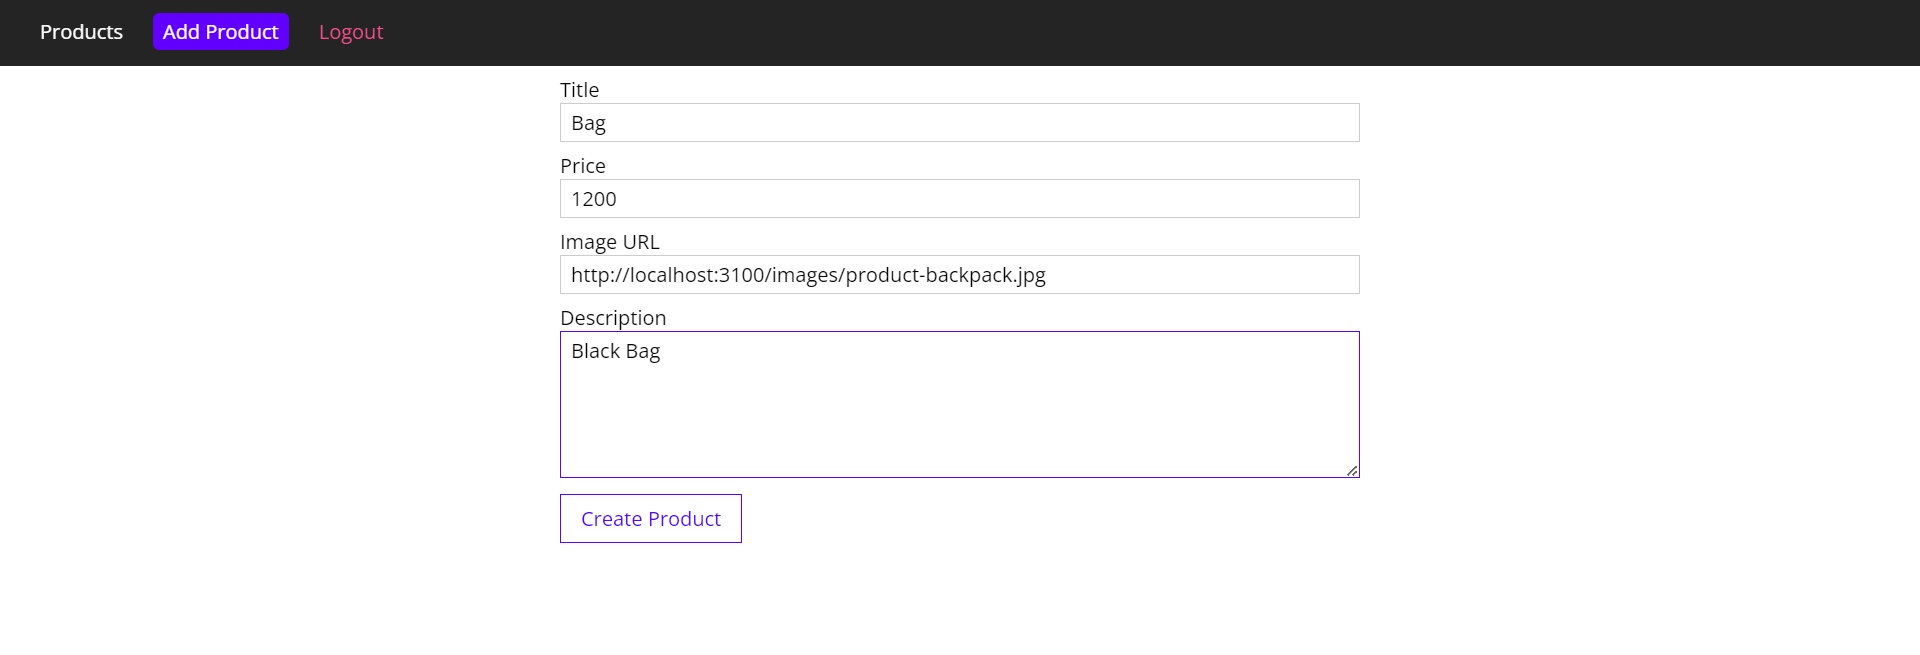 Products Add Product Logout
Title
Bag
Price
1200
Image URL
http://localhost:3100/images/product-backpack.jpg
Description
Black Bag
Create Product